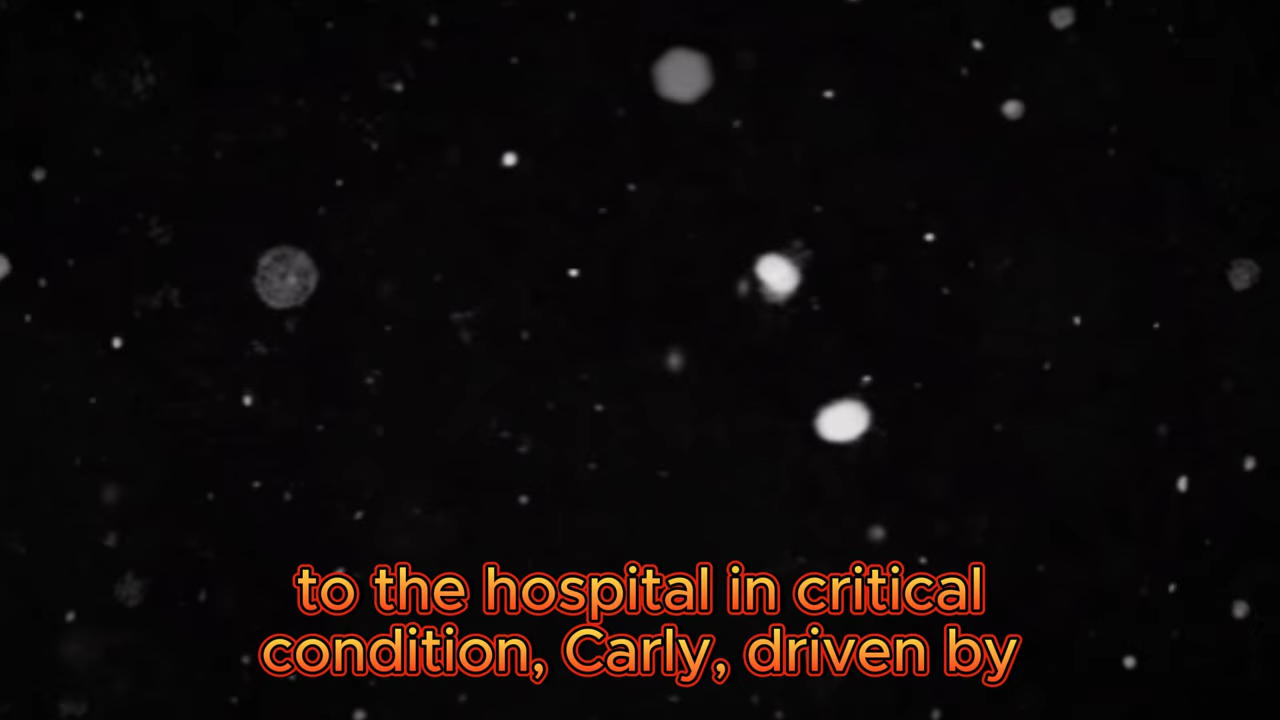 to the hospital in critical
condition, Carly, driven by